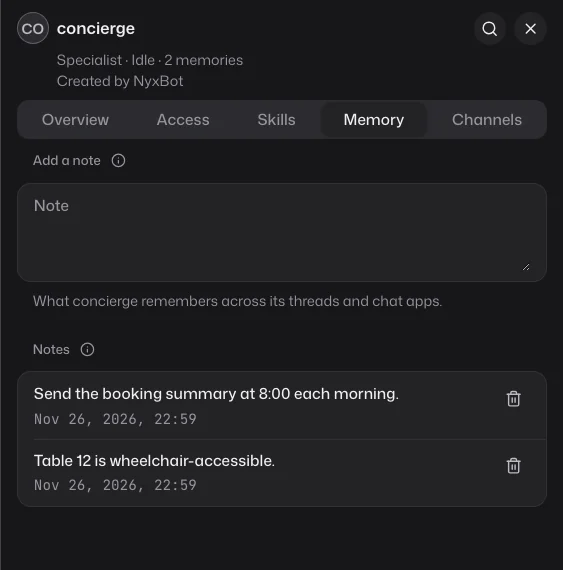 CO concierge
Specialist · Idle · 2 memories
Created by NyxBot
Overview Access Skills Memory Channels
Add a note
Note
What concierge remembers across its threads and chat apps.
Notes
Send the booking summary at 8:00 each morning.
Nov 26, 2026, 22:59
Table 12 is wheelchair-accessible.
Nov 26, 2026, 22:59